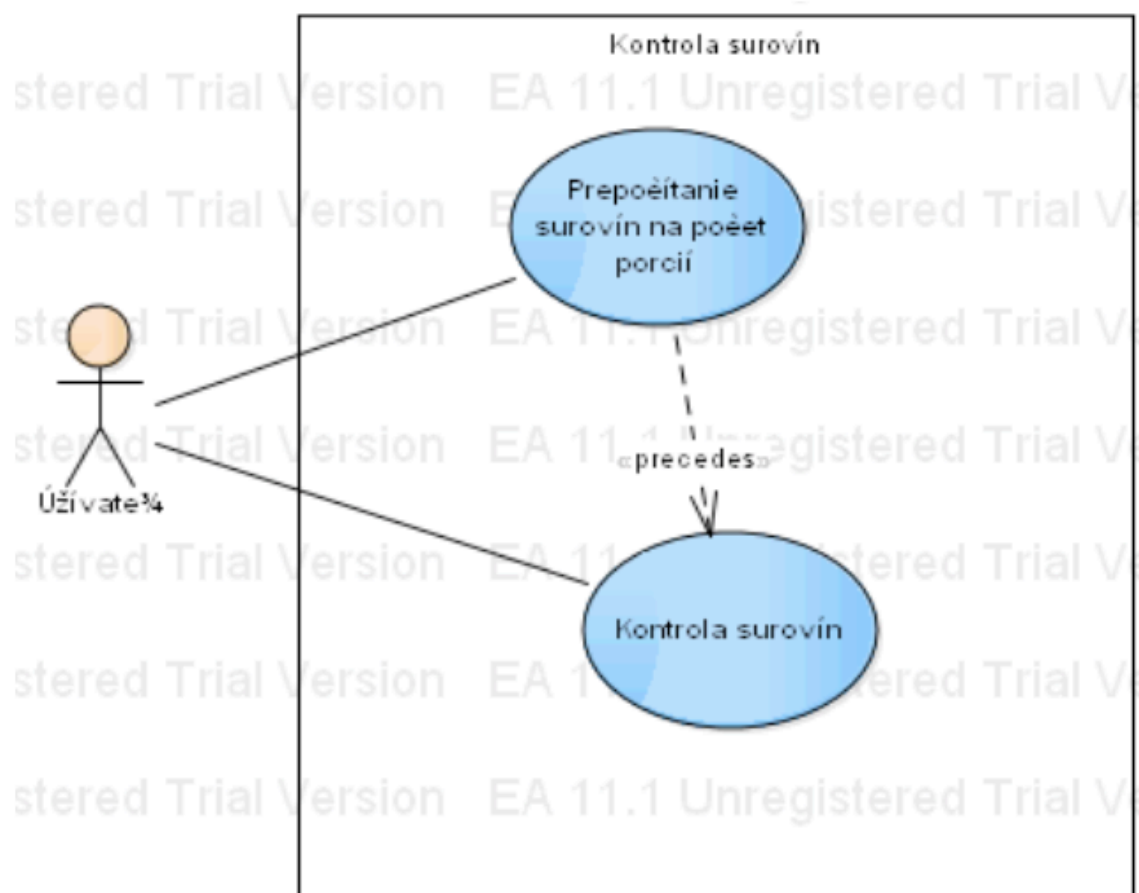 Kontrola surovín
stered Trial Version EA 11.1 Unregistered Trial V
Prepoèítanie
surovín na poèet
porcií
«precedes»
Úžívate¾
Kontrola surovín